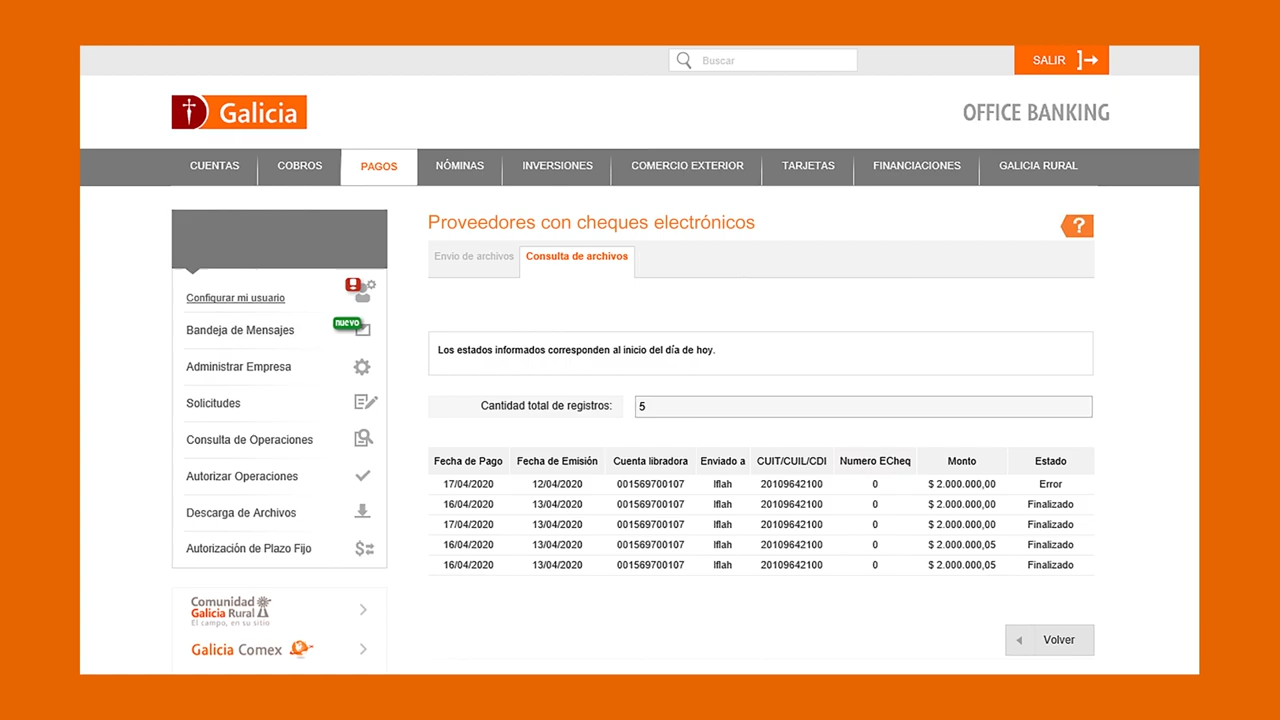 Buscar
SALIR
Galicia
OFFICE BANKING
CUENTAS COBROS PAGOS NÓMINAS INVERSIONES COMERCIO EXTERIOR TARJETAS FINANCIACIONES GALICIA RURAL
Configurar mi usuario
Bandeja de Mensajes nuevo
Administrar Empresa
Solicitudes
Consulta de Operaciones
Autorizar Operaciones
Descarga de Archivos
Autorización de Plazo Fijo
Comunidad
Galicia Rural
El campo, en su sitio
Galicia Comex
Proveedores con cheques electrónicos
?
Envio de archivos Consulta de archivos
Los estados informados corresponden al inicio del día de hoy.
Cantidad total de registros: 5
Fecha de Pago Fecha de Emisión Cuenta libradora Enviado a CUIT/CUIL/CDI Numero ECheq Monto Estado
17/04/2020 12/04/2020 001569700107 Iflah 20109642100 0 $ 2.000.000,00 Error
16/04/2020 13/04/2020 001569700107 Iflah 20109642100 0 $ 2.000.000,00 Finalizado
17/04/2020 13/04/2020 001569700107 Iflah 20109642100 0 $ 2.000.000,00 Finalizado
16/04/2020 13/04/2020 001569700107 Iflah 20109642100 0 $ 2.000.000,05 Finalizado
16/04/2020 13/04/2020 001569700107 Iflah 20109642100 0 $ 2.000.000,05 Finalizado
Volver